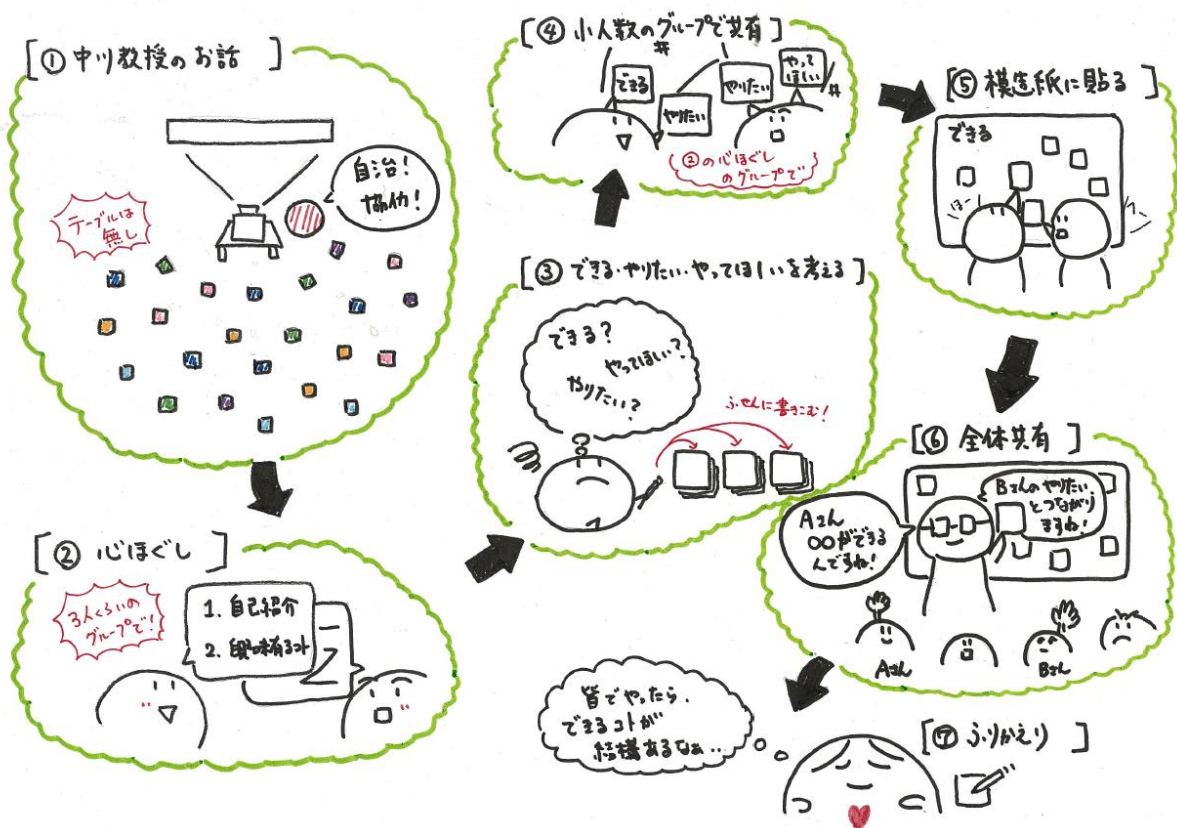 [① 中川教授のお話]
自治!
協働!
テーブルは
無し
[② 心ほぐし]
3人くらいの
グループで!
1. 自己紹介
2. 興味有るコト
[③ できる・やりたい・やってほしいを考える]
できる?
やってほしい?
やりたい?
ふせんに書きこむ!
[④ 小人数のグループで共有]
できる
やりたい
やりたい
やって
ほしい
②の心ほぐし
のグループで
[⑤ 模造紙に貼る]
できる
ほー
[⑥ 全体共有]
Aさん
○○ができる
んですね!
Bさんのやりたい
とつながり
ますね!
Aさん
Bさん
[⑦ ふりかえり]
皆でやったら、
できるコトが
結構あるなぁ..